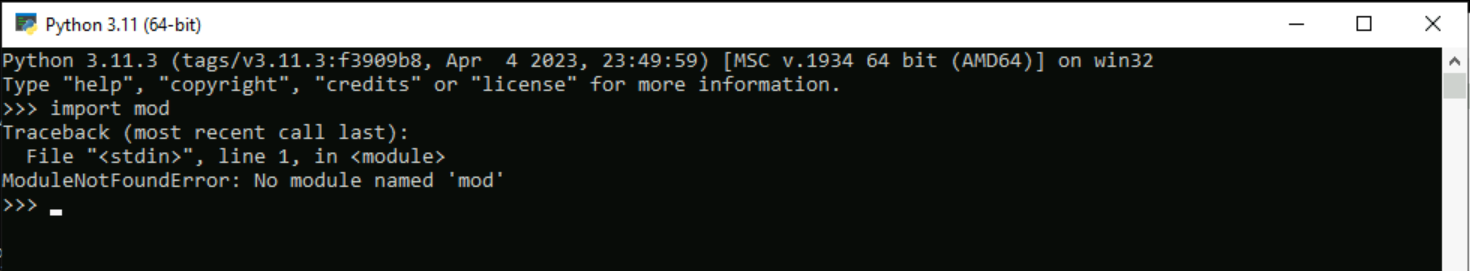 Python 3.11 (64-bit)
Python 3.11.3 (tags/v3.11.3:f3909b8, Apr  4 2023, 23:49:59) [MSC v.1934 64 bit (AMD64)] on win32
Type "help", "copyright", "credits" or "license" for more information.
>>> import mod
Traceback (most recent call last):
  File "<stdin>", line 1, in <module>
ModuleNotFoundError: No module named 'mod'
>>>